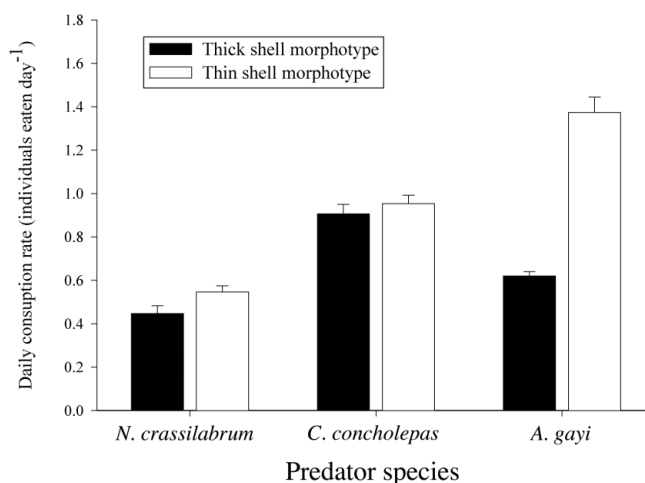 1.8
1.6
1.4
1.2
1.0
0.8
0.6
0.4
0.2
0.0
Daily consuption rate (individuals eaten day-1)
Thick shell morphotype
Thin shell morphotype
N. crassilabrum C. concholepas A. gayi
Predator species